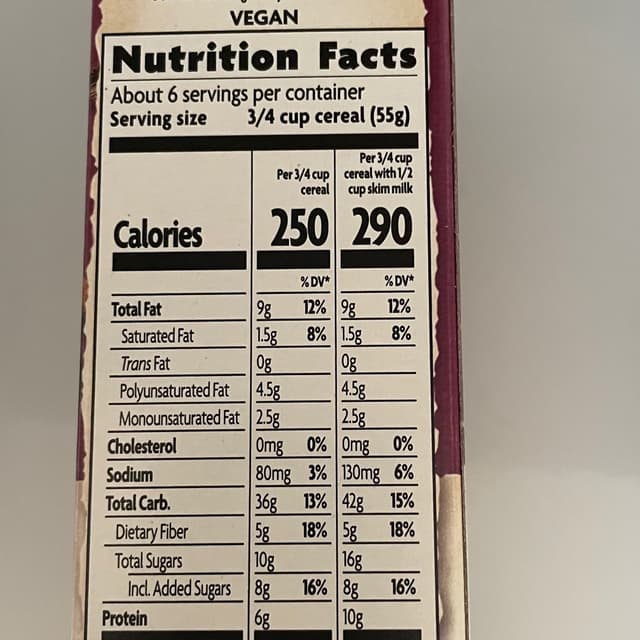 VEGAN
Nutrition Facts
About 6 servings per container
Serving size 3/4 cup cereal (55g)
Per 3/4 cup cereal Per 3/4 cup cereal with 1/2 cup skim milk
Calories 250 290
% DV* % DV*
Total Fat 9g 12% 9g 12%
Saturated Fat 1.5g 8% 1.5g 8%
Trans Fat 0g 0g
Polyunsaturated Fat 4.5g 4.5g
Monounsaturated Fat 2.5g 2.5g
Cholesterol 0mg 0% 0mg 0%
Sodium 80mg 3% 130mg 6%
Total Carb. 36g 13% 42g 15%
Dietary Fiber 5g 18% 5g 18%
Total Sugars 10g 16g
Incl. Added Sugars 8g 16% 8g 16%
Protein 6g 10g